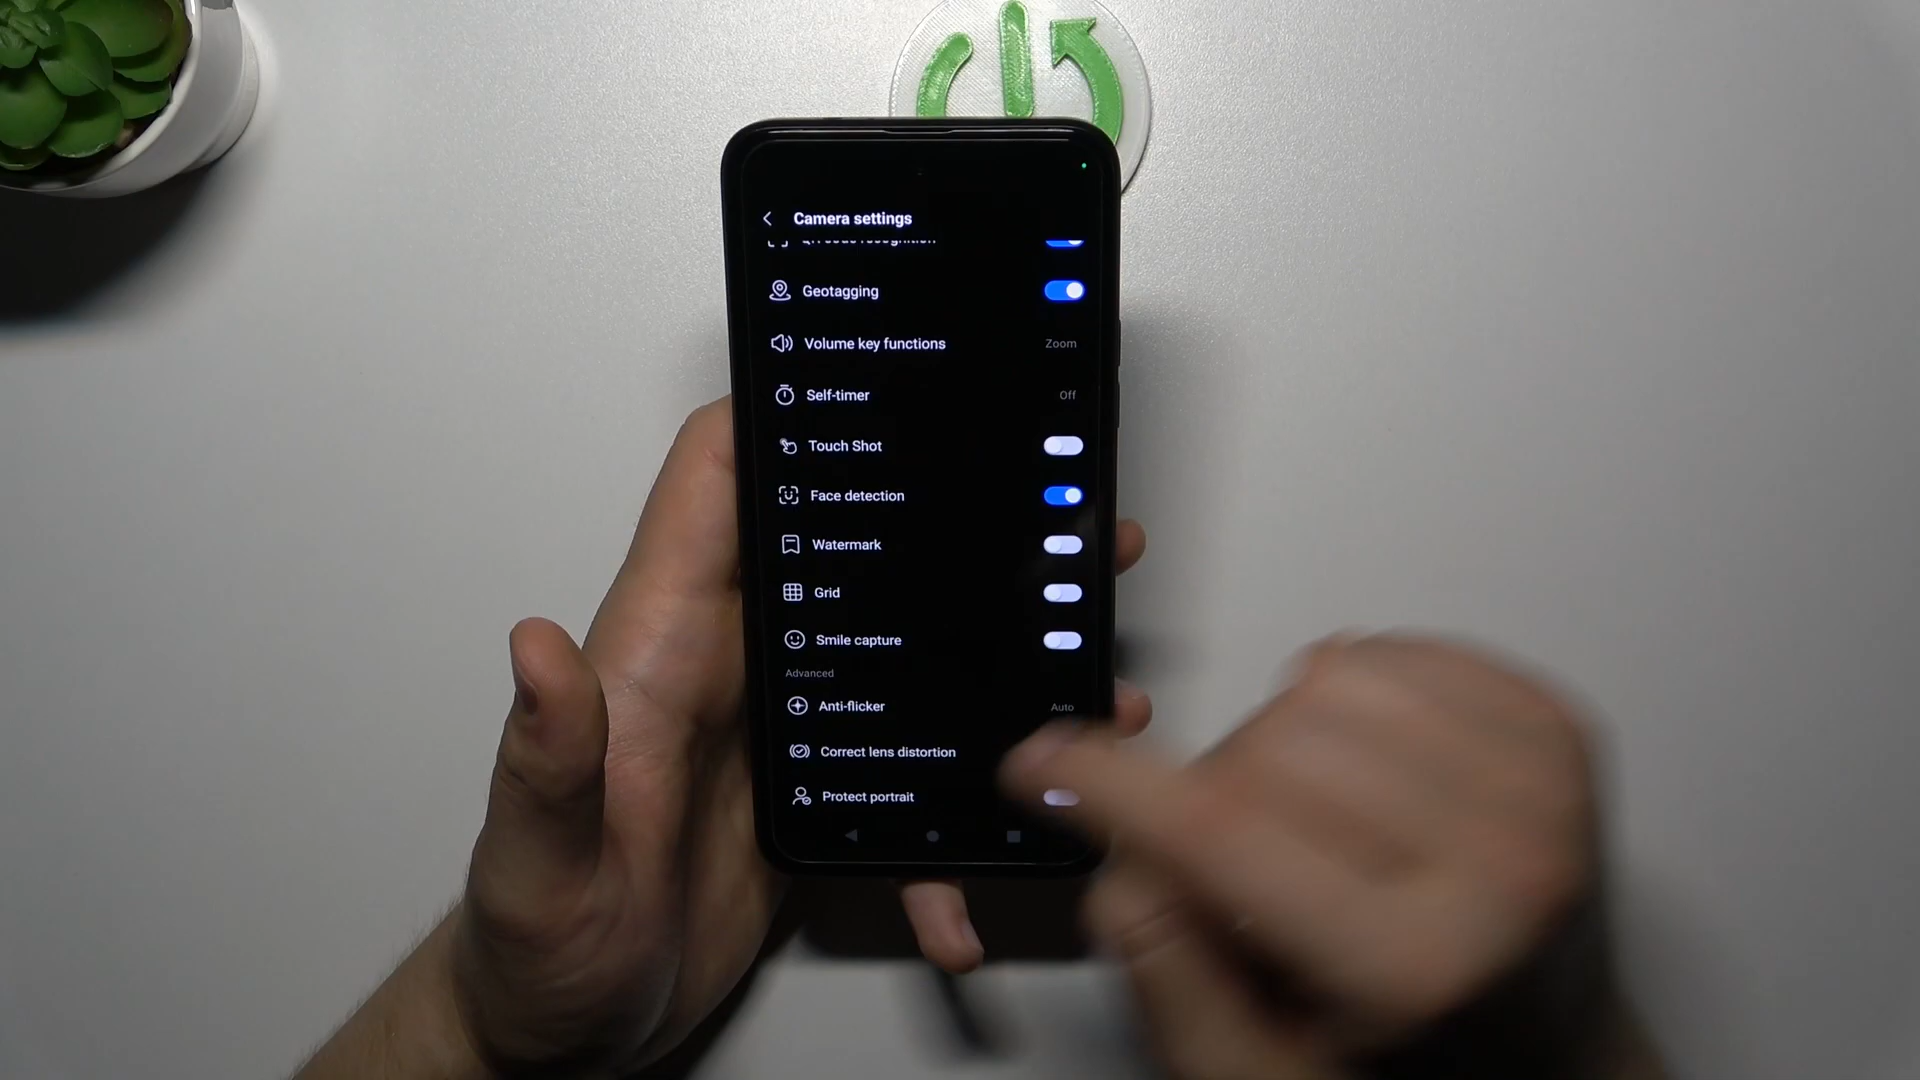 Camera settings
Geotagging
Volume key functions Zoom
Self-timer Off
Touch Shot
Face detection
Watermark
Grid
Smile capture
Advanced
Anti-flicker Auto
Correct lens distortion
Protect portrait